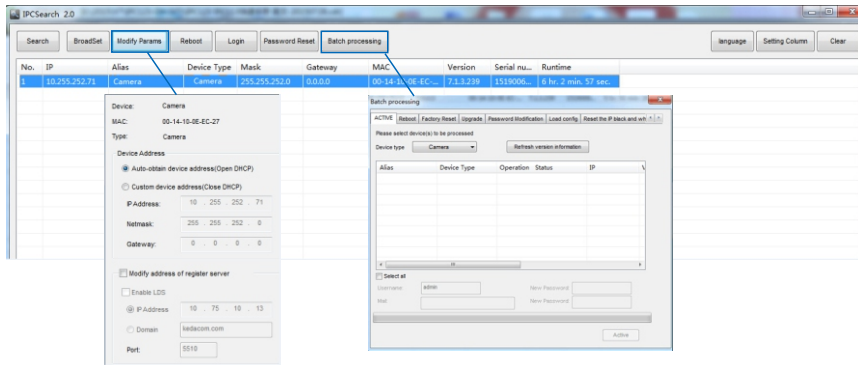 IPCSearch 2.0
Search BroadSet Modify Params Reboot Login Password Reset Batch processing language Setting Column Clear
No. IP Alias Device Type Mask Gateway MAC Version Serial nu... Runtime
1 10.255.252.71 Camera Camera 255.255.252.0 0.0.0.0 00-14-10-0E-EC-... 7.1.3.239 1519006... 6 hr. 2 min. 57 sec.
Device: Camera
MAC: 00-14-10-0E-EC-27
Type: Camera
Device Address
Auto-obtain device address(Open DHCP)
Custom device address(Close DHCP)
IP Address: 10 . 255 . 252 . 71
Netmask: 255 . 255 . 252 . 0
Gateway: 0 . 0 . 0 . 0
Modify address of register server
Enable LDS
IP Address 10 . 75 . 10 . 13
Domain kedacom.com
Port: 5510
Batch processing
ACTIVE Reboot Factory Reset Upgrade Password Modification Load config Reset the IP black and wh
Please select device(s) to be processed
Device type Camera Refresh version information
Alias Device Type Operation Status IP V
Select all
Username admin New Password
Mail New Password
Active